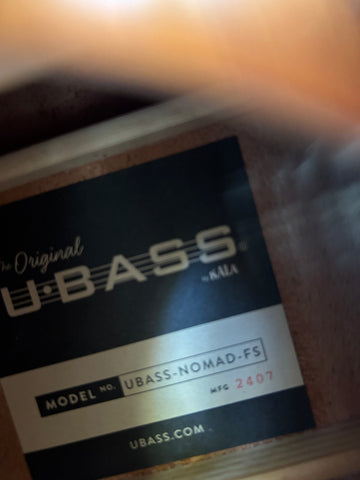 The Original
U•BASS®
by KALA
MODEL NO. UBASS-NOMAD-FS
MFG 2407
UBASS.COM